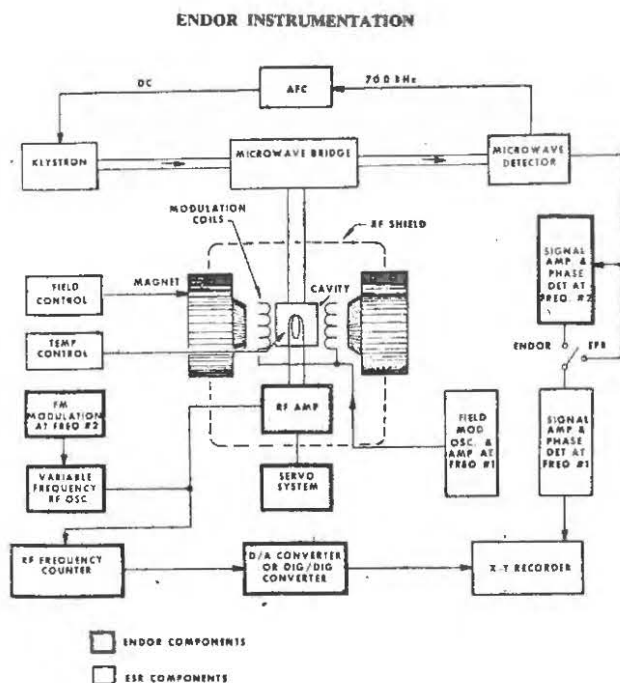 ENDOR INSTRUMENTATION
DC
AFC
700 kHz
KLYSTRON
MICROWAVE BRIDGE
MICROWAVE
DETECTOR
MODULATION
COILS
RF SHIELD
SIGNAL
AMP &
PHASE
DET AT
FREQ. #2
FIELD
CONTROL
MAGNET
CAVITY
TEMP
CONTROL
ENDOR
EPR
FM
MODULATION
AT FREQ #2
RF AMP
FIELD
MOD
OSC. &
AMP AT
FREQ #1
SIGNAL
AMP &
PHASE
DET AT
FREQ #1
VARIABLE
FREQUENCY
RF OSC
SERVO
SYSTEM
RF FREQUENCY
COUNTER
D/A CONVERTER
OR DIG/DIG
CONVERTER
X-Y RECORDER
ENDOR COMPONENTS
ESR COMPONENTS